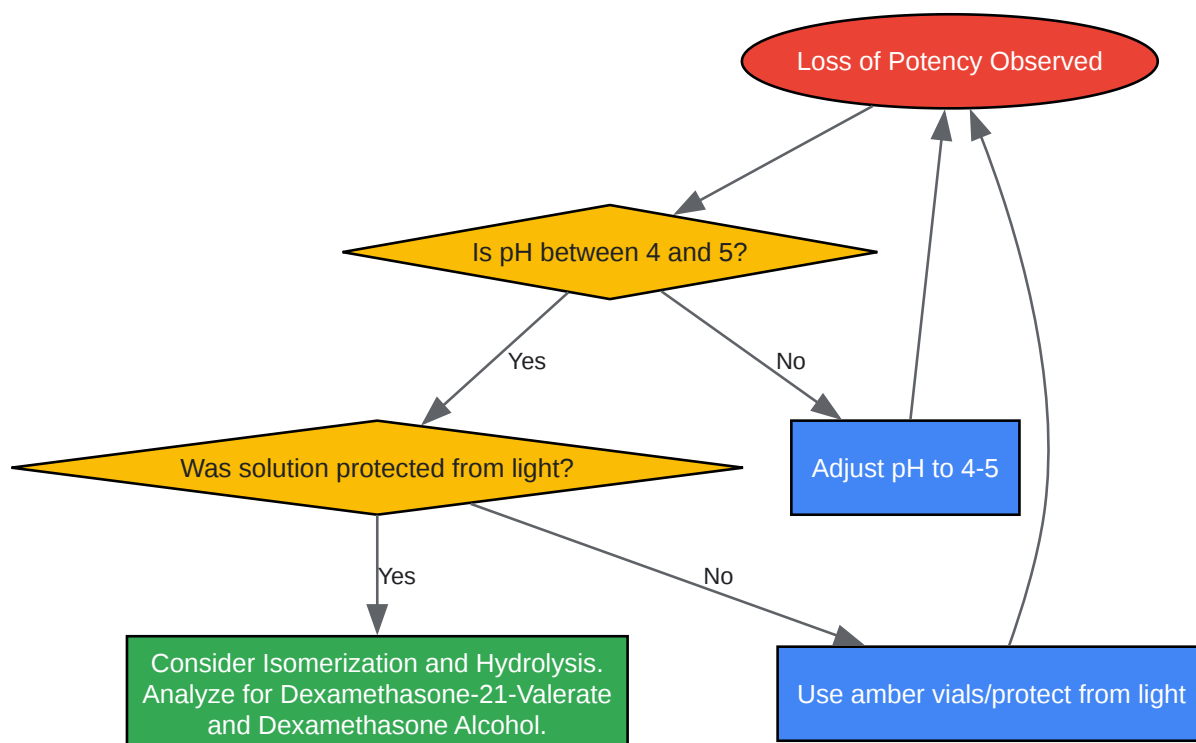 Loss of Potency Observed
Is pH between 4 and 5?
Yes
No
Was solution protected from light?
Adjust pH to 4-5
Yes
No
Consider Isomerization and Hydrolysis.
Analyze for Dexamethasone-21-Valerate
and Dexamethasone Alcohol.
Use amber vials/protect from light